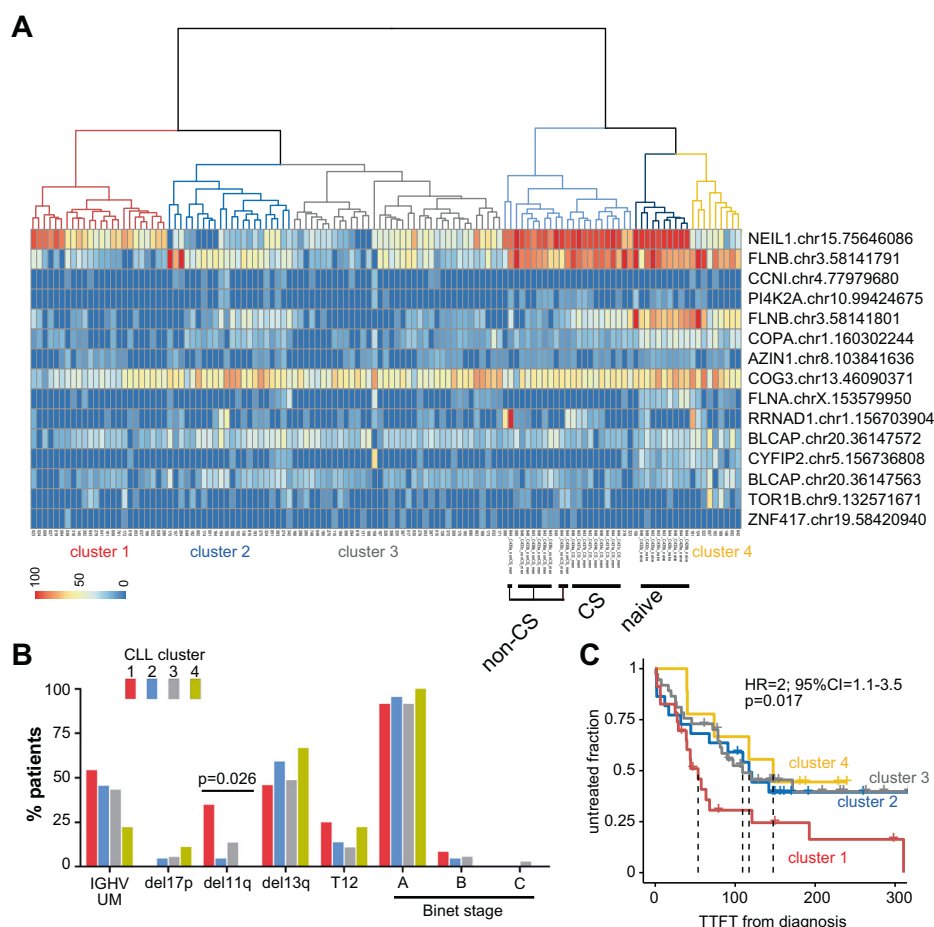 A
NEIL1.chr15.75646086
FLNB.chr3.58141791
CCNI.chr4.77979680
PI4K2A.chr10.99424675
FLNB.chr3.58141801
COPA.chr1.160302244
AZIN1.chr8.103841636
COG3.chr13.46090371
FLNA.chrX.153579950
RRNAD1.chr1.156703904
BLCAP.chr20.36147572
CYFIP2.chr5.156736808
BLCAP.chr20.36147563
TOR1B.chr9.132571671
ZNF417.chr19.58420940
cluster 1
cluster 2
cluster 3
cluster 4
100
50
0
non-CS
CS
naive
B
CLL cluster
1 2 3 4
% patients
100
75
50
25
0
p=0.026
IGHV
UM
del17p
del11q
del13q
T12
A
B
C
Binet stage
C
HR=2; 95%CI=1.1-3.5
p=0.017
untreated fraction
1
0.75
0.5
0.25
0
cluster 4
cluster 3
cluster 2
cluster 1
0
100
200
300
TTFT from diagnosis